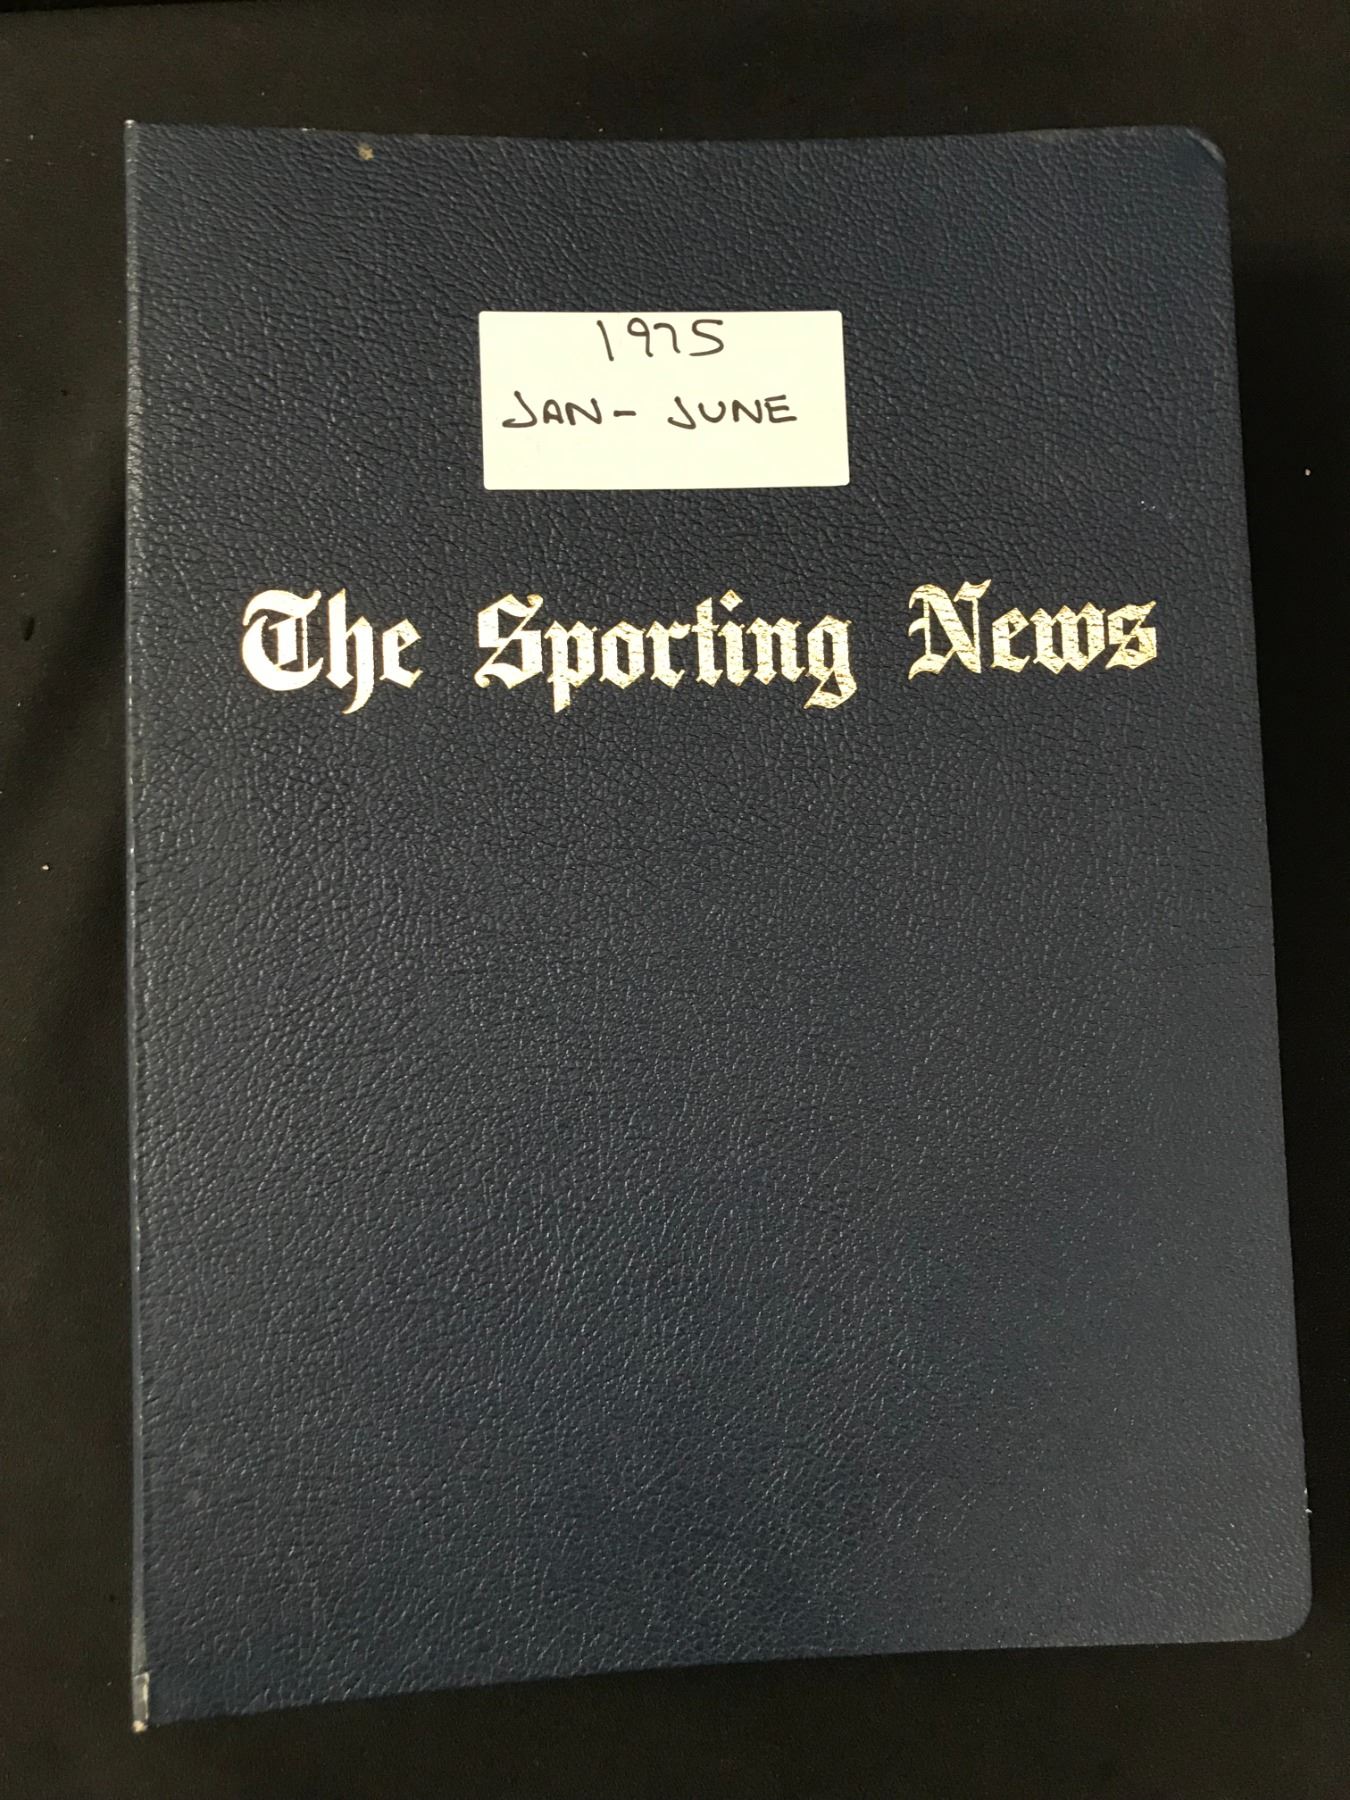 1975
JAN- JUNE
The Sporting News